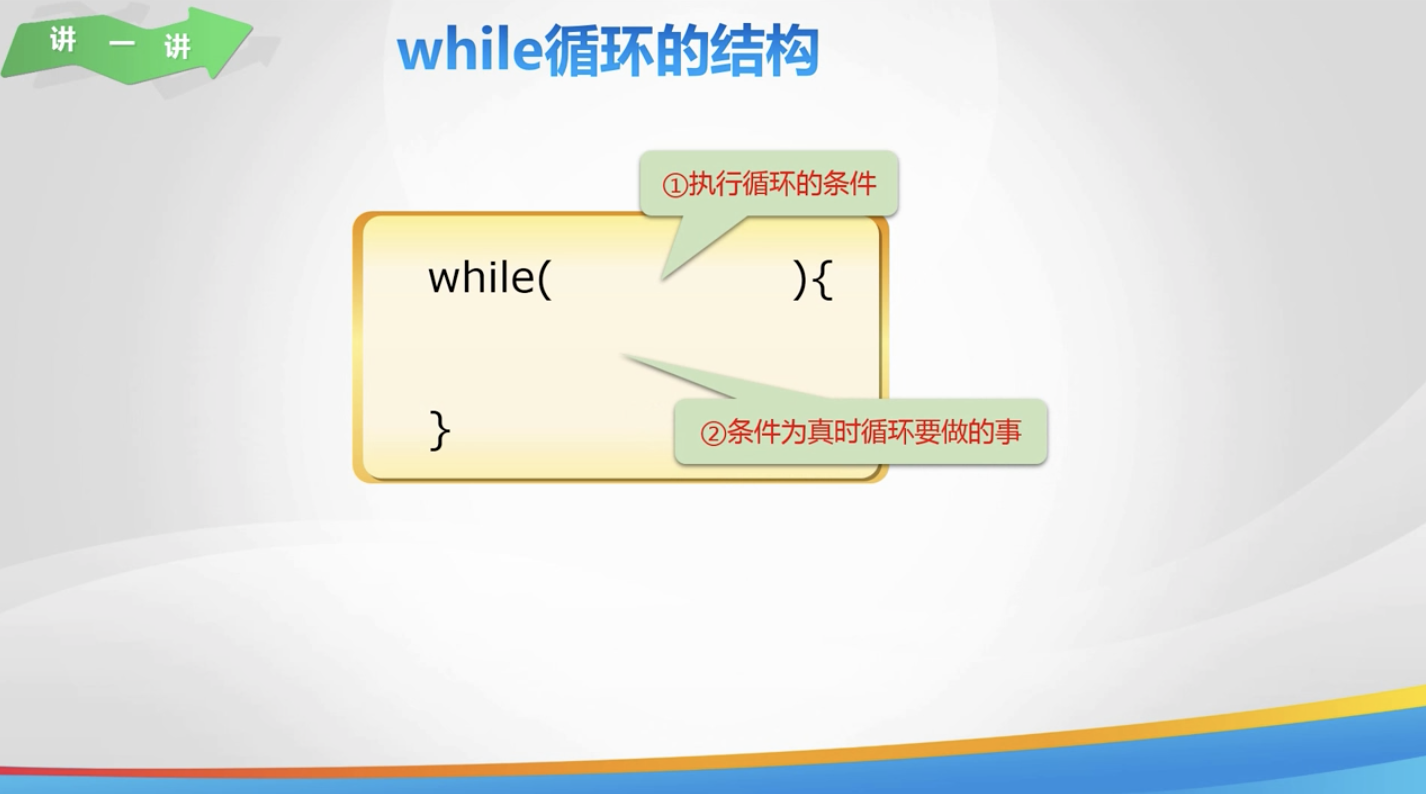 讲一讲
while循环的结构
①执行循环的条件
while( ){
}
②条件为真时循环要做的事